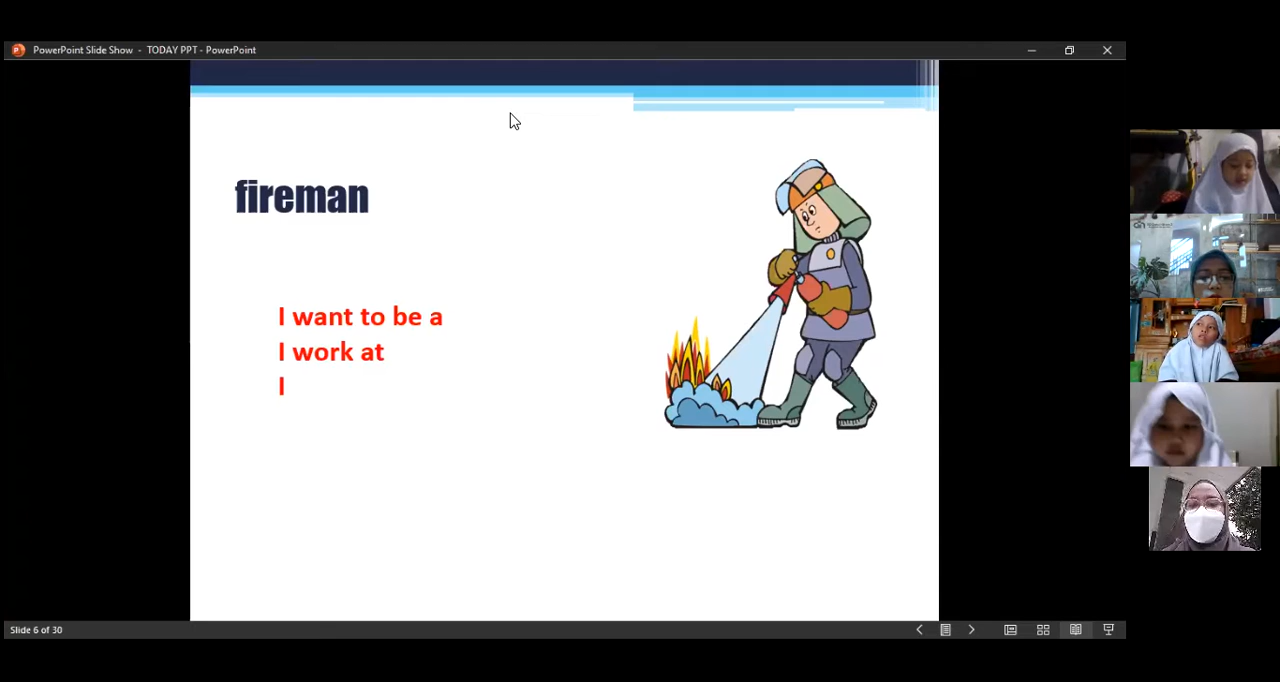 PowerPoint Slide Show - TODAY PPT - PowerPoint
fireman
I want to be a
I work at
I
Slide 6 of 30